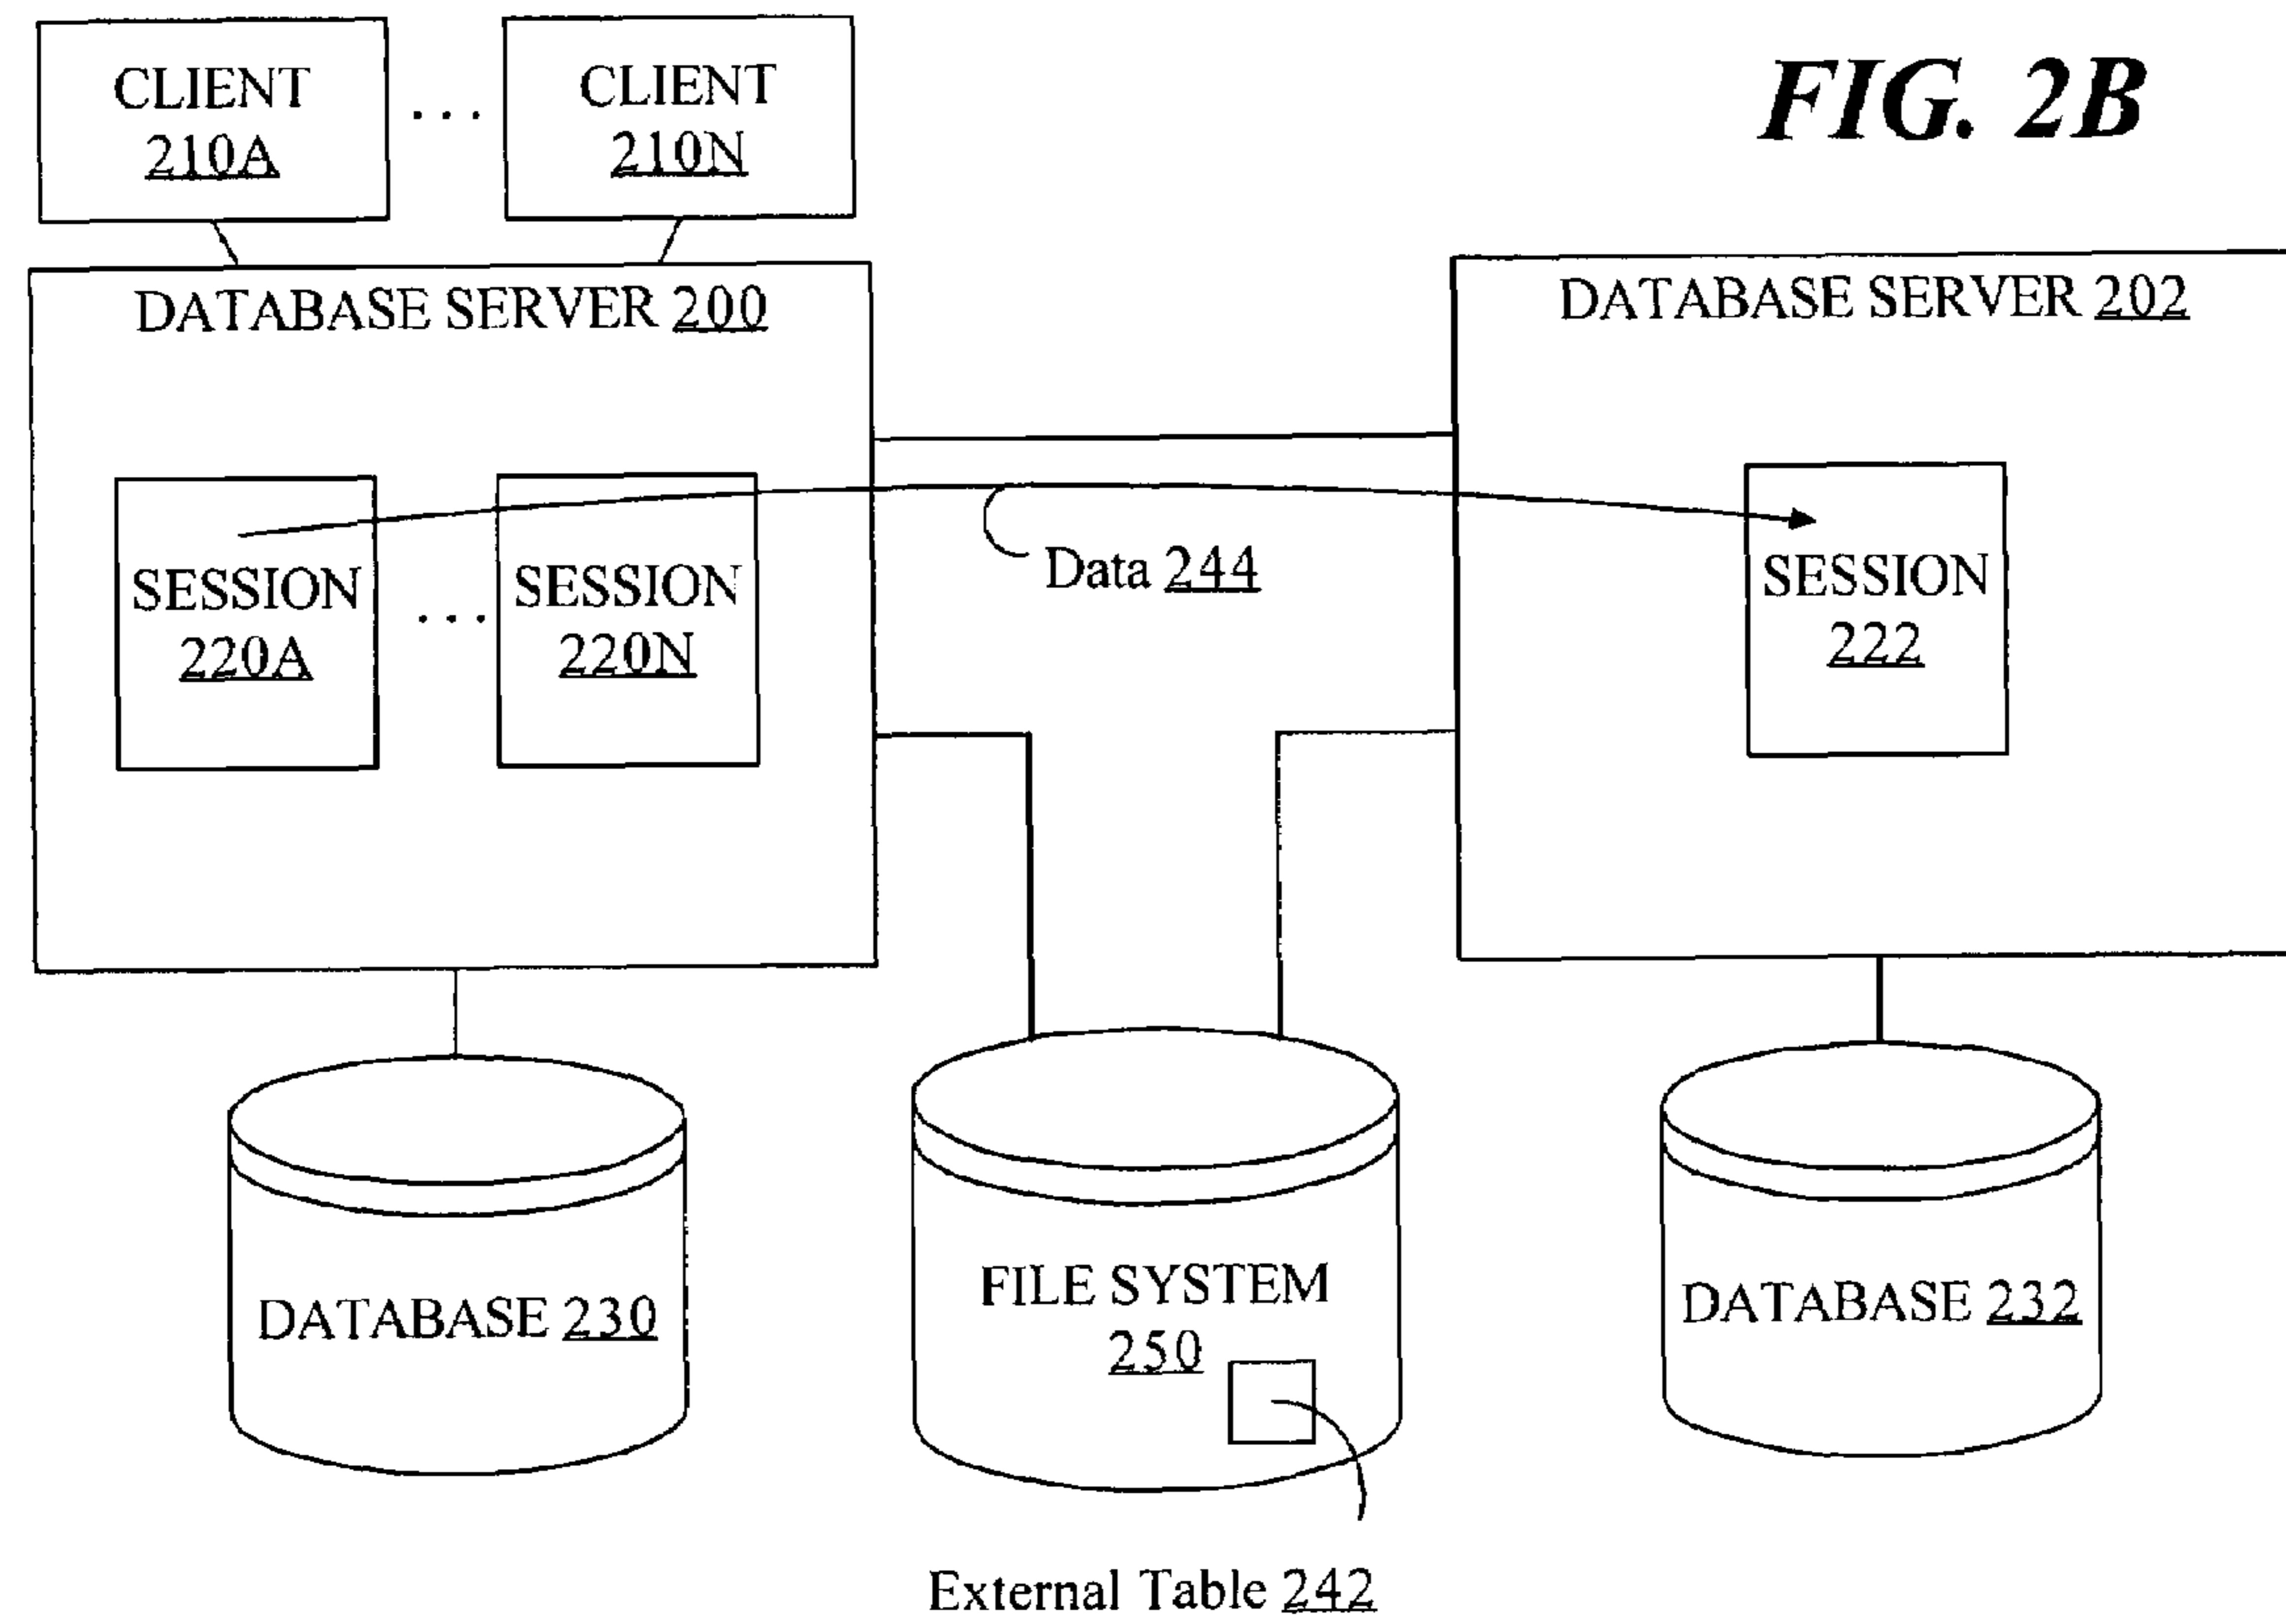 CLIENT
210A
...
CLIENT
210N
FIG. 2B
DATABASE SERVER 200
DATABASE SERVER 202
SESSION
220A
...
SESSION
220N
Data 244
SESSION
222
DATABASE 230
FILE SYSTEM
250
DATABASE 232
External Table 242